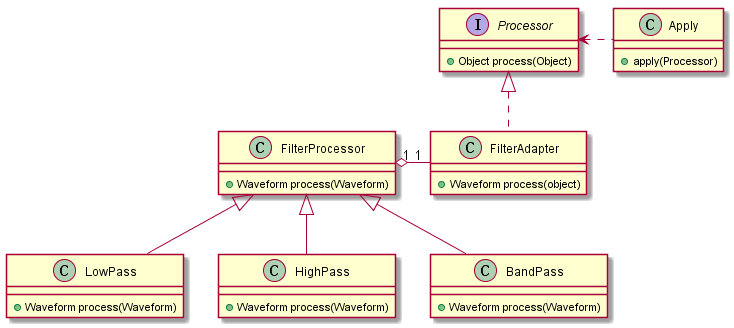 I Processor
C Apply
Object process(Object)
apply(Processor)
C FilterProcessor
1 1
C FilterAdapter
Waveform process(Waveform)
Waveform process(object)
C LowPass
C HighPass
C BandPass
Waveform process(Waveform)
Waveform process(Waveform)
Waveform process(Waveform)